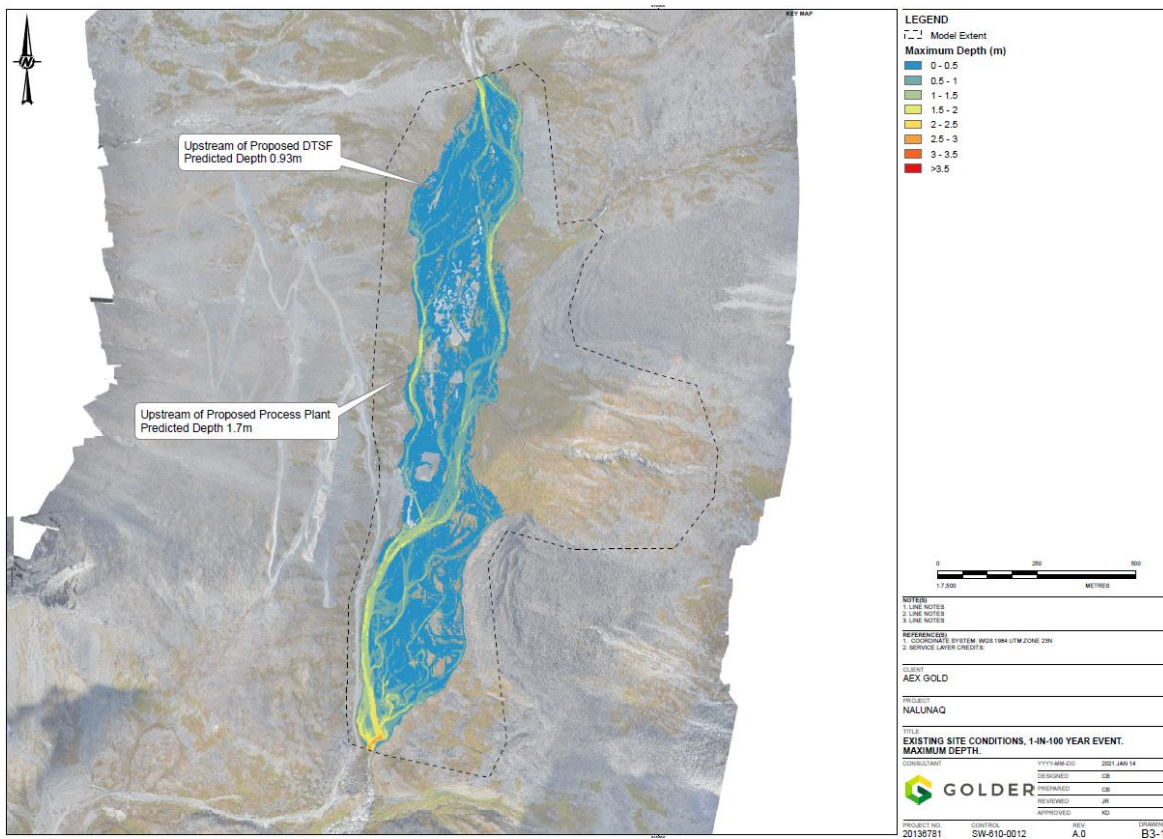 KEY MAP
N
Upstream of Proposed DTSF
Predicted Depth 0.93m
Upstream of Proposed Process Plant
Predicted Depth 1.7m
LEGEND
Model Extent
Maximum Depth (m)
0 - 0.5
0.5 - 1
1 - 1.5
1.5 - 2
2 - 2.5
2.5 - 3
3 - 3.5
>3.5
0 250 500
1:7,500 METRES
NOTE(S)
1. LINE NOTES
2. LINE NOTES
3. LINE NOTES
REFERENCE(S)
1. COORDINATE SYSTEM: WGS 1984 UTM ZONE 23N
2. SERVICE LAYER CREDITS:
CLIENT
AEX GOLD
PROJECT
NALUNAQ
TITLE
EXISTING SITE CONDITIONS, 1-IN-100 YEAR EVENT.
MAXIMUM DEPTH.
CONSULTANT
GOLDER
YYYY-MM-DD 2021 JAN 14
DESIGNED CB
PREPARED CB
REVIEWED JR
APPROVED KD
PROJECT NO. CONTROL REV. DRAWING
20136781 SW-610-0012 A.0